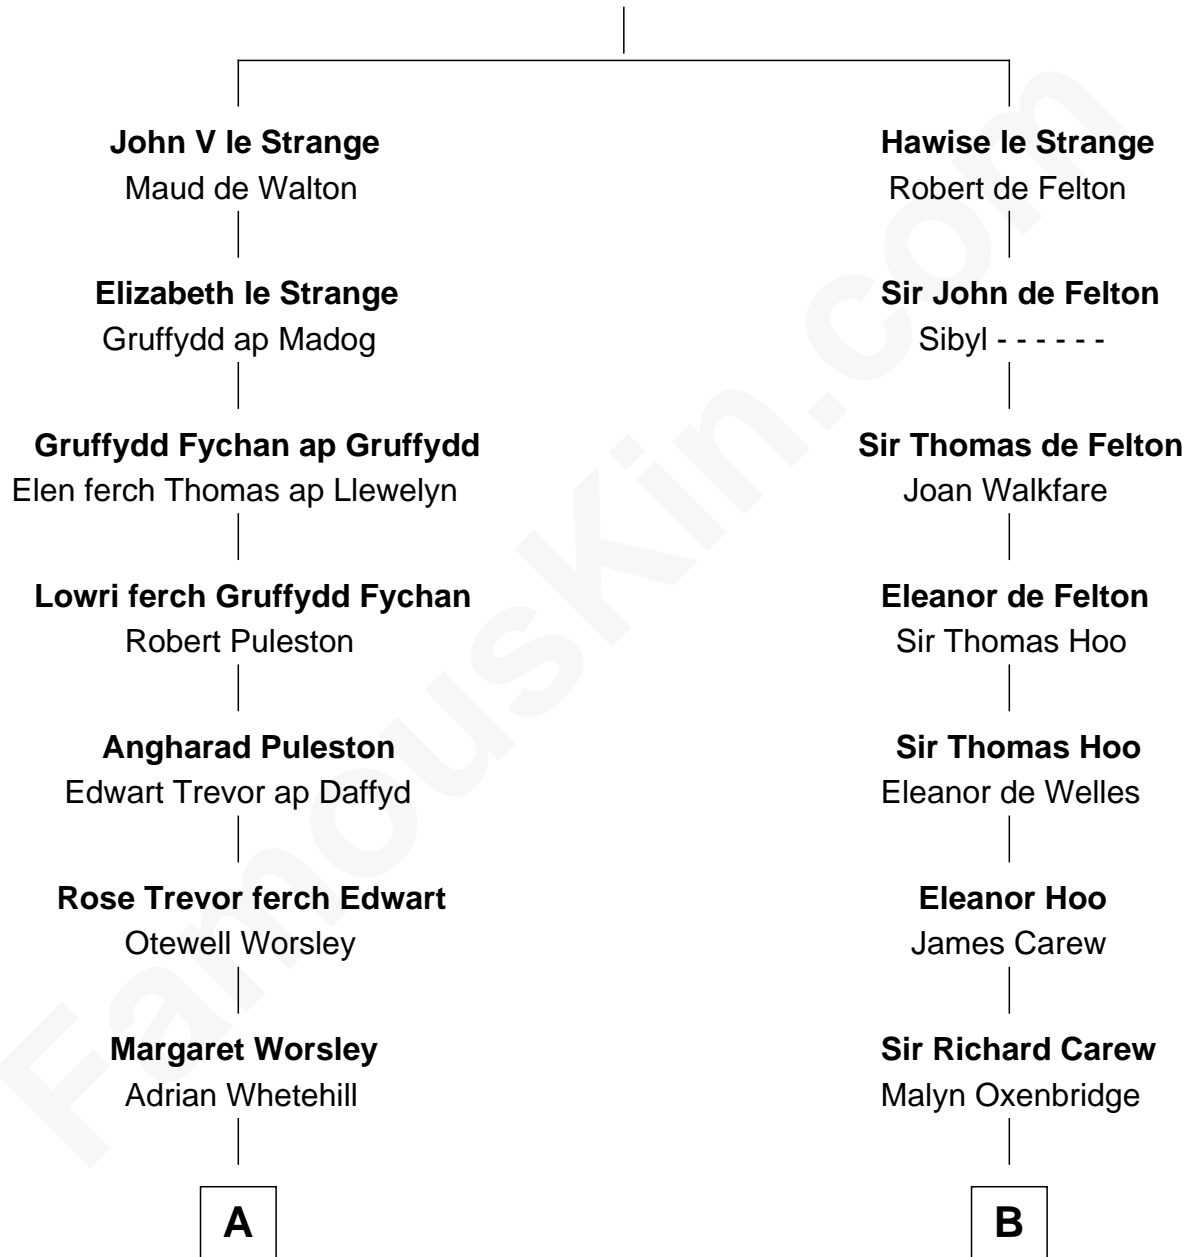 John V le Strange
Maud de Walton
Elizabeth le Strange
Gruffydd ap Madog
Gruffydd Fychan ap Gruffydd
Elen ferch Thomas ap Llewelyn
Lowri ferch Gruffydd Fychan
Robert Puleston
Angharad Puleston
Edwart Trevor ap Daffyd
Rose Trevor ferch Edwart
Otewell Worsley
Margaret Worsley
Adrian Whetehill
A
Hawise le Strange
Robert de Felton
Sir John de Felton
Sibyl - - - - - -
Sir Thomas de Felton
Joan Walkfare
Eleanor de Felton
Sir Thomas Hoo
Sir Thomas Hoo
Eleanor de Welles
Eleanor Hoo
James Carew
Sir Richard Carew
Malyn Oxenbridge
B
FamousKin.com